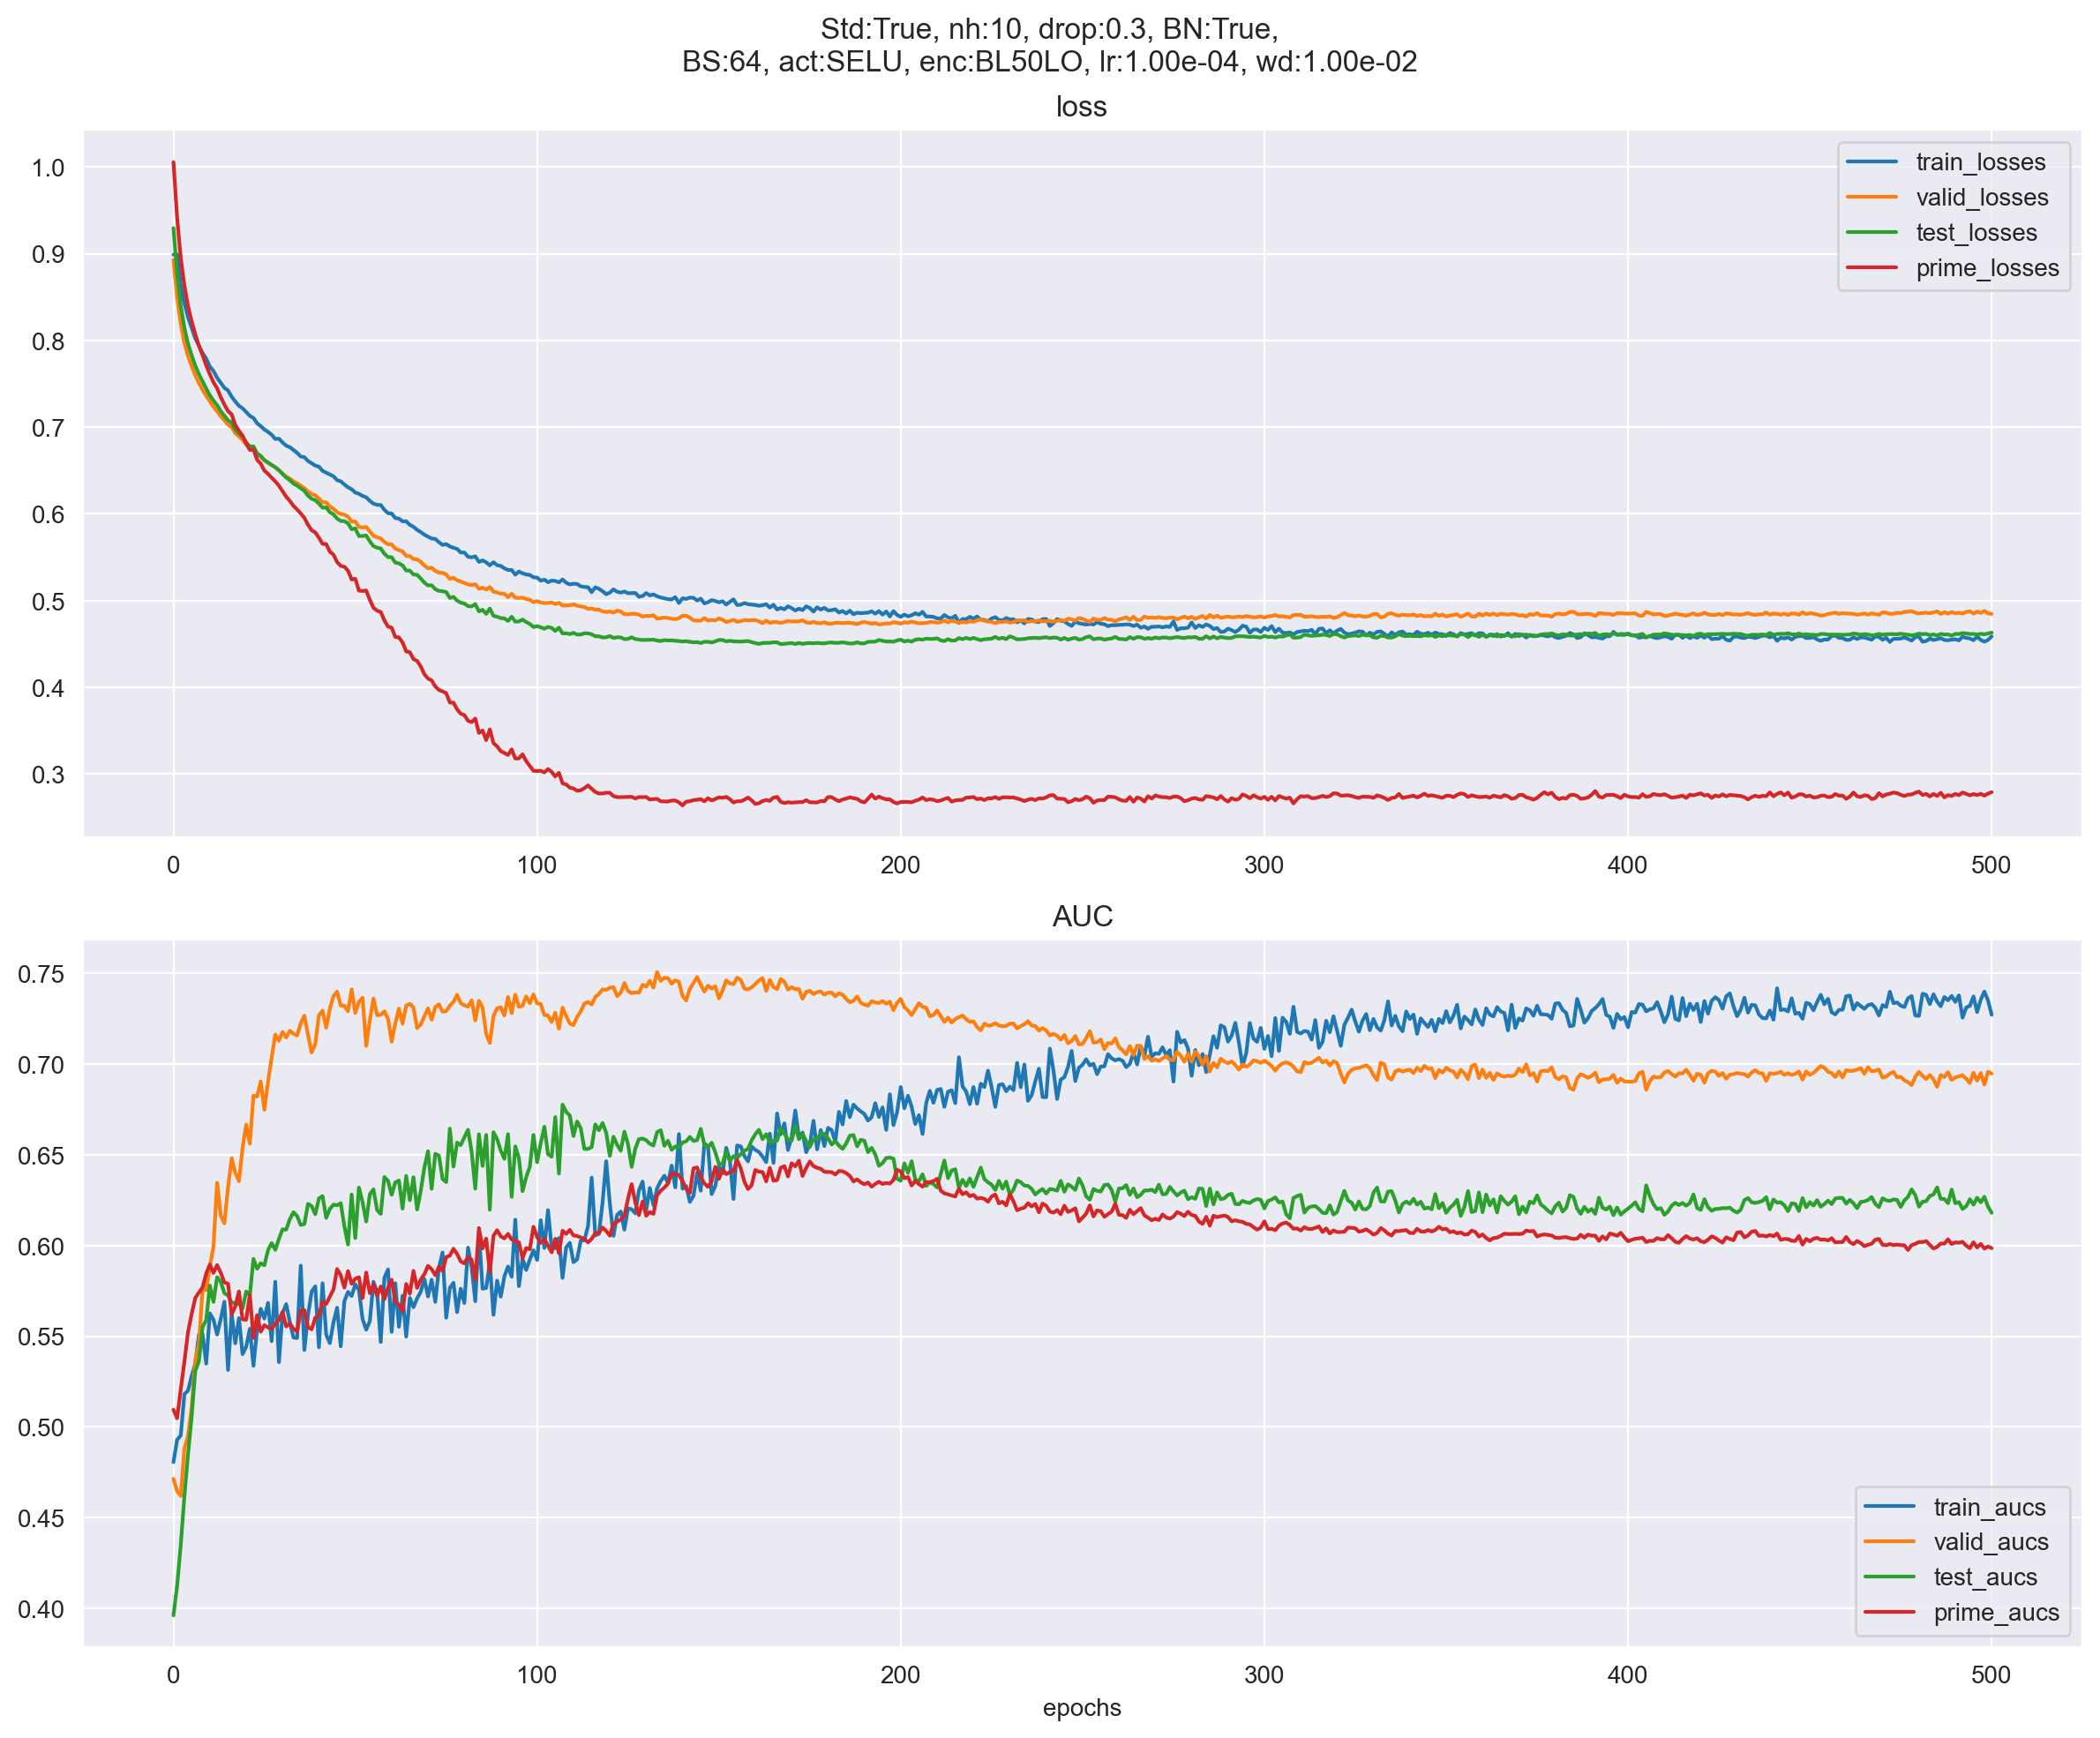 Std:True, nh:10, drop:0.3, BN:True,
BS:64, act:SELU, enc:BL50LO, lr:1.00e-04, wd:1.00e-02
loss
1.0
0.9
0.8
0.7
0.6
0.5
0.4
0.3
train_losses
valid_losses
test_losses
prime_losses
0 100 200 300 400 500
AUC
0.75
0.70
0.65
0.60
0.55
0.50
0.45
0.40
train_aucs
valid_aucs
test_aucs
prime_aucs
0 100 200 300 400 500
epochs